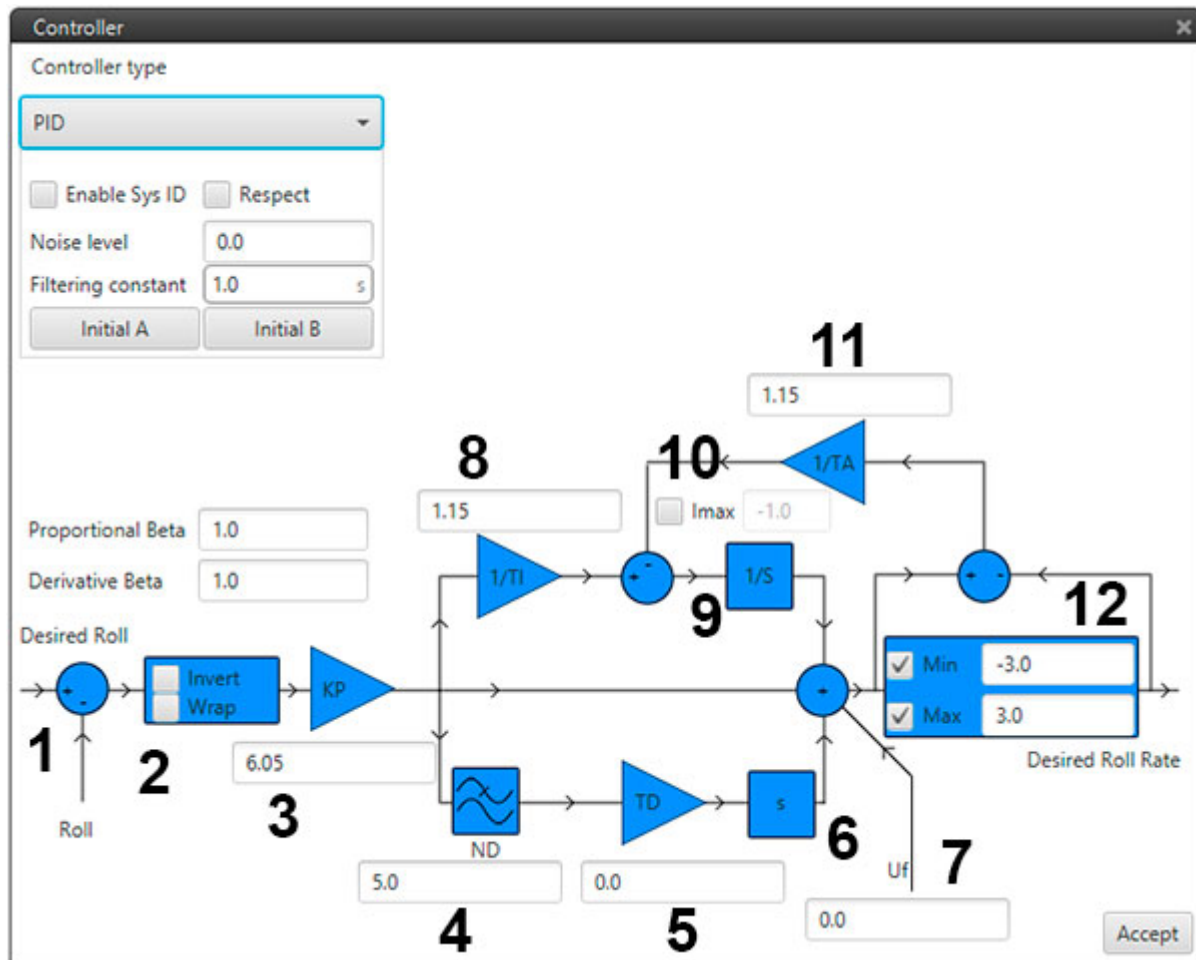 Controller
Controller type
PID
Enable Sys ID Respect
Noise level 0.0
Filtering constant 1.0 s
Initial A Initial B
11
1.15
1/TA
8
10
1.15
Imax -1.0
Proportional Beta 1.0
Derivative Beta 1.0
1/TI
+ -
1/S
+ -
9
12
Desired Roll
+ -
Invert
Wrap
KP
+
Min -3.0
Max 3.0
1
2
6.05
3
Desired Roll Rate
Roll
ND
TD
s
6
7
Uf
5.0
0.0
0.0
4
5
Accept